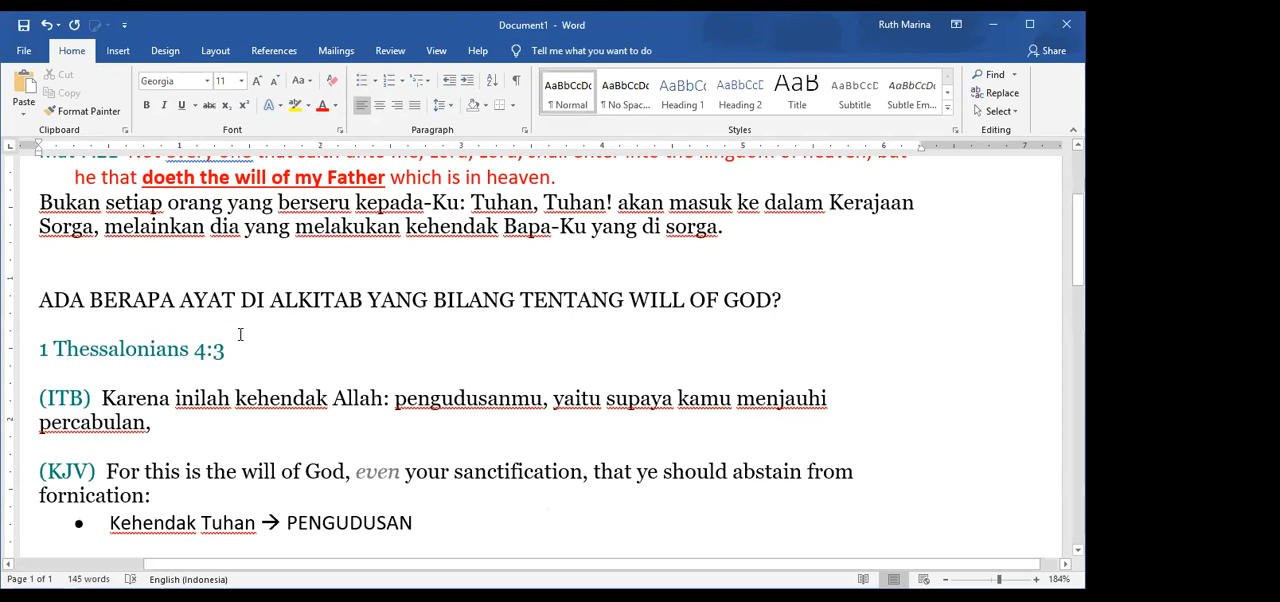 Document1 - Word
Ruth Marina
File Home Insert Design Layout References Mailings Review View Help Tell me what you want to do Share
Paste
Cut
Copy
Format Painter
Georgia 11
AaBbCcDc AaBbCcDc AaBbCc AaBbCcC AaB AaBbCcC AaBbCcDc
¶ Normal ¶ No Spac... Heading 1 Heading 2 Title Subtitle Subtle Em...
Find
Replace
Select
Clipboard Font Paragraph Styles Editing
he that doeth the will of my Father which is in heaven.
Bukan setiap orang yang berseru kepada-Ku: Tuhan, Tuhan! akan masuk ke dalam Kerajaan
Sorga, melainkan dia yang melakukan kehendak Bapa-Ku yang di sorga.
ADA BERAPA AYAT DI ALKITAB YANG BILANG TENTANG WILL OF GOD?
1 Thessalonians 4:3
(ITB) Karena inilah kehendak Allah: pengudusanmu, yaitu supaya kamu menjauhi
percabulan,
(KJV) For this is the will of God, even your sanctification, that ye should abstain from
fornication:
• Kehendak Tuhan → PENGUDUSAN
Page 1 of 1 145 words English (Indonesia) 184%